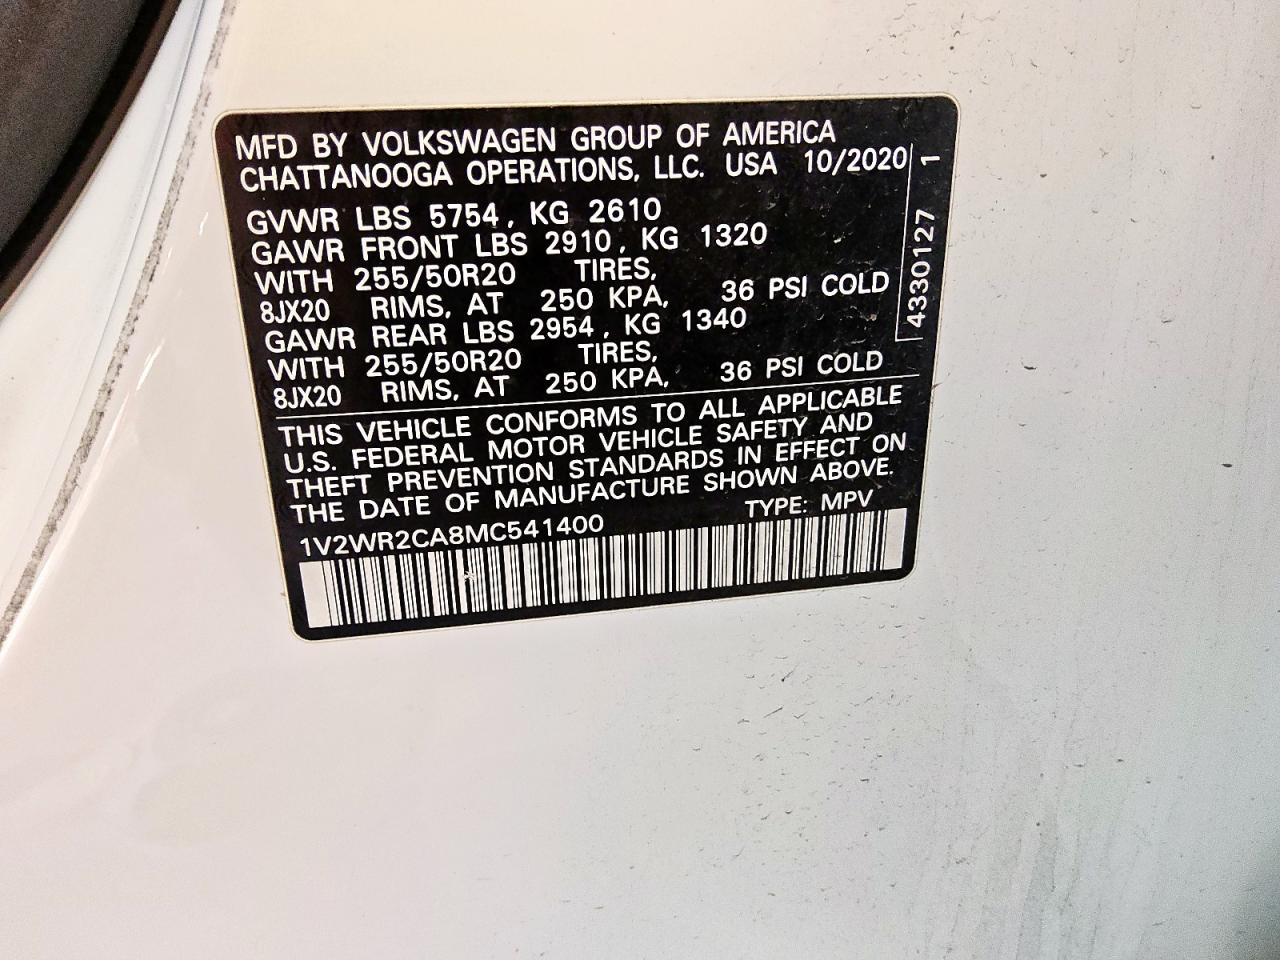 MFD BY VOLKSWAGEN GROUP OF AMERICA
CHATTANOOGA OPERATIONS, LLC. USA 10/2020
GVWR LBS 5754, KG 2610
GAWR FRONT LBS 2910, KG 1320
WITH 255/50R20 TIRES,
8JX20 RIMS, AT 250 KPA, 36 PSI COLD
GAWR REAR LBS 2954, KG 1340
WITH 255/50R20 TIRES,
8JX20 RIMS, AT 250 KPA, 36 PSI COLD
4330127 1
THIS VEHICLE CONFORMS TO ALL APPLICABLE
U.S. FEDERAL MOTOR VEHICLE SAFETY AND
THEFT PREVENTION STANDARDS IN EFFECT ON
THE DATE OF MANUFACTURE SHOWN ABOVE.
1V2WR2CA8MC541400 TYPE: MPV